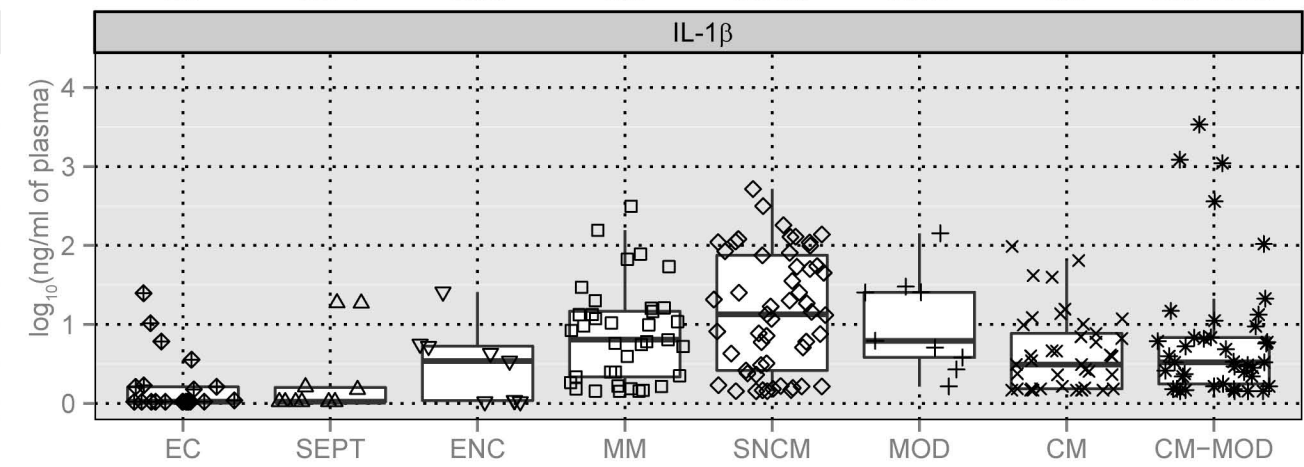 IL-1β
log10(ng/ml of plasma)
4
3
2
1
0
EC SEPT ENC MM SNCM MOD CM CM−MOD